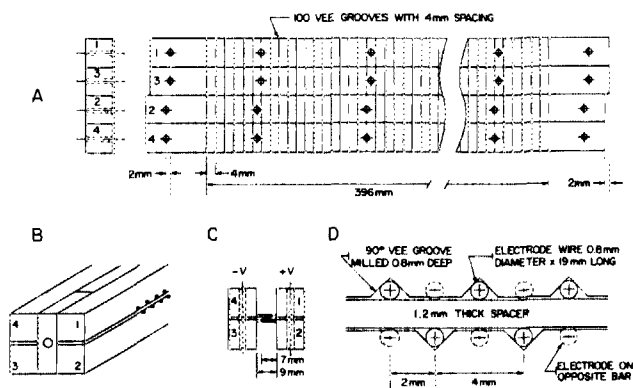 100 VEE GROOVES WITH 4mm SPACING
A
1
3
2
4
1
3
2
4
2mm
4mm
396mm
2mm
B
4
1
3
2
C
-V
+V
4
1
3
2
7mm
9mm
D
90° VEE GROOVE
MILLED 0.8mm DEEP
ELECTRODE WIRE 0.8mm
DIAMETER x 19mm LONG
1.2mm THICK SPACER
2mm
4mm
ELECTRODE ON
OPPOSITE BAR